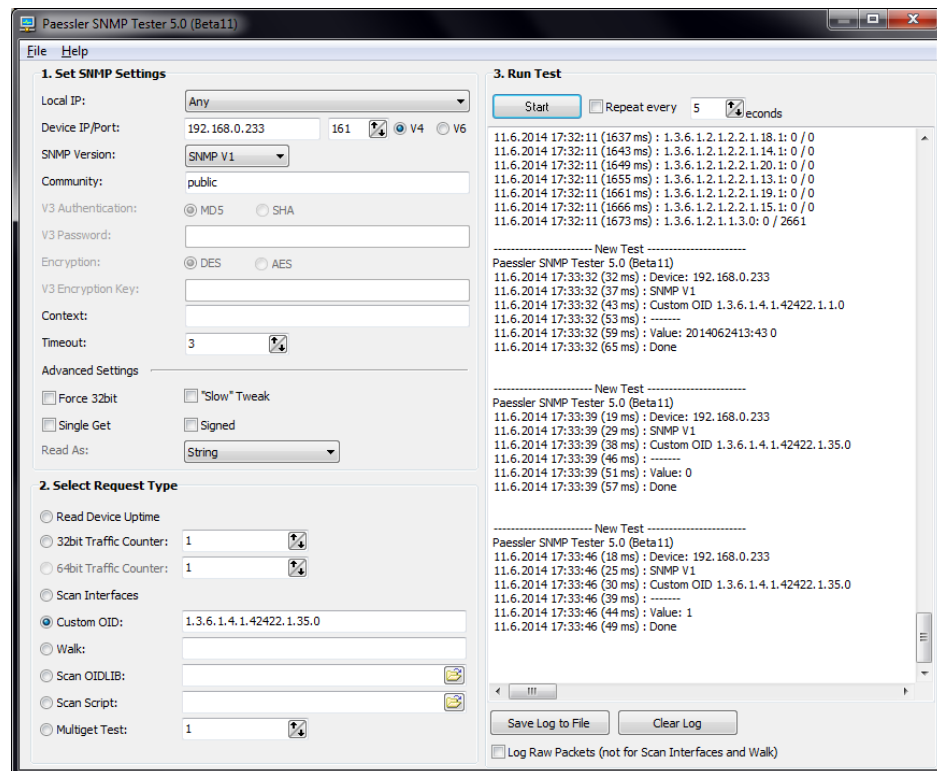 Paessler SNMP Tester 5.0 (Beta11)
File Help
1. Set SNMP Settings
Local IP: Any
Device IP/Port: 192.168.0.233 161 V4 V6
SNMP Version: SNMP V1
Community: public
V3 Authentication: MD5 SHA
V3 Password:
Encryption: DES AES
V3 Encryption Key:
Context:
Timeout: 3
Advanced Settings
Force 32bit "Slow" Tweak
Single Get Signed
Read As: String
2. Select Request Type
Read Device Uptime
32bit Traffic Counter: 1
64bit Traffic Counter: 1
Scan Interfaces
Custom OID: 1.3.6.1.4.1.42422.1.35.0
Walk:
Scan OIDLIB:
Scan Script:
Multiget Test: 1
3. Run Test
Start Repeat every 5 econds
11.6.2014 17:32:11 (1637 ms) : 1.3.6.1.2.1.2.2.1.18.1: 0 / 0
11.6.2014 17:32:11 (1643 ms) : 1.3.6.1.2.1.2.2.1.14.1: 0 / 0
11.6.2014 17:32:11 (1649 ms) : 1.3.6.1.2.1.2.2.1.20.1: 0 / 0
11.6.2014 17:32:11 (1655 ms) : 1.3.6.1.2.1.2.2.1.13.1: 0 / 0
11.6.2014 17:32:11 (1661 ms) : 1.3.6.1.2.1.2.2.1.19.1: 0 / 0
11.6.2014 17:32:11 (1666 ms) : 1.3.6.1.2.1.2.2.1.15.1: 0 / 0
11.6.2014 17:32:11 (1673 ms) : 1.3.6.1.2.1.1.3.0: 0 / 2661
----------------------- New Test -----------------------
Paessler SNMP Tester 5.0 (Beta11)
11.6.2014 17:33:32 (32 ms) : Device: 192.168.0.233
11.6.2014 17:33:32 (37 ms) : SNMP V1
11.6.2014 17:33:32 (43 ms) : Custom OID 1.3.6.1.4.1.42422.1.1.0
11.6.2014 17:33:32 (53 ms) : -------
11.6.2014 17:33:32 (59 ms) : Value: 2014062413:43 0
11.6.2014 17:33:32 (65 ms) : Done
----------------------- New Test -----------------------
Paessler SNMP Tester 5.0 (Beta11)
11.6.2014 17:33:39 (19 ms) : Device: 192.168.0.233
11.6.2014 17:33:39 (29 ms) : SNMP V1
11.6.2014 17:33:39 (38 ms) : Custom OID 1.3.6.1.4.1.42422.1.35.0
11.6.2014 17:33:39 (46 ms) : -------
11.6.2014 17:33:39 (51 ms) : Value: 0
11.6.2014 17:33:39 (57 ms) : Done
----------------------- New Test -----------------------
Paessler SNMP Tester 5.0 (Beta11)
11.6.2014 17:33:46 (18 ms) : Device: 192.168.0.233
11.6.2014 17:33:46 (25 ms) : SNMP V1
11.6.2014 17:33:46 (30 ms) : Custom OID 1.3.6.1.4.1.42422.1.35.0
11.6.2014 17:33:46 (39 ms) : -------
11.6.2014 17:33:46 (44 ms) : Value: 1
11.6.2014 17:33:46 (49 ms) : Done
Save Log to File Clear Log
Log Raw Packets (not for Scan Interfaces and Walk)